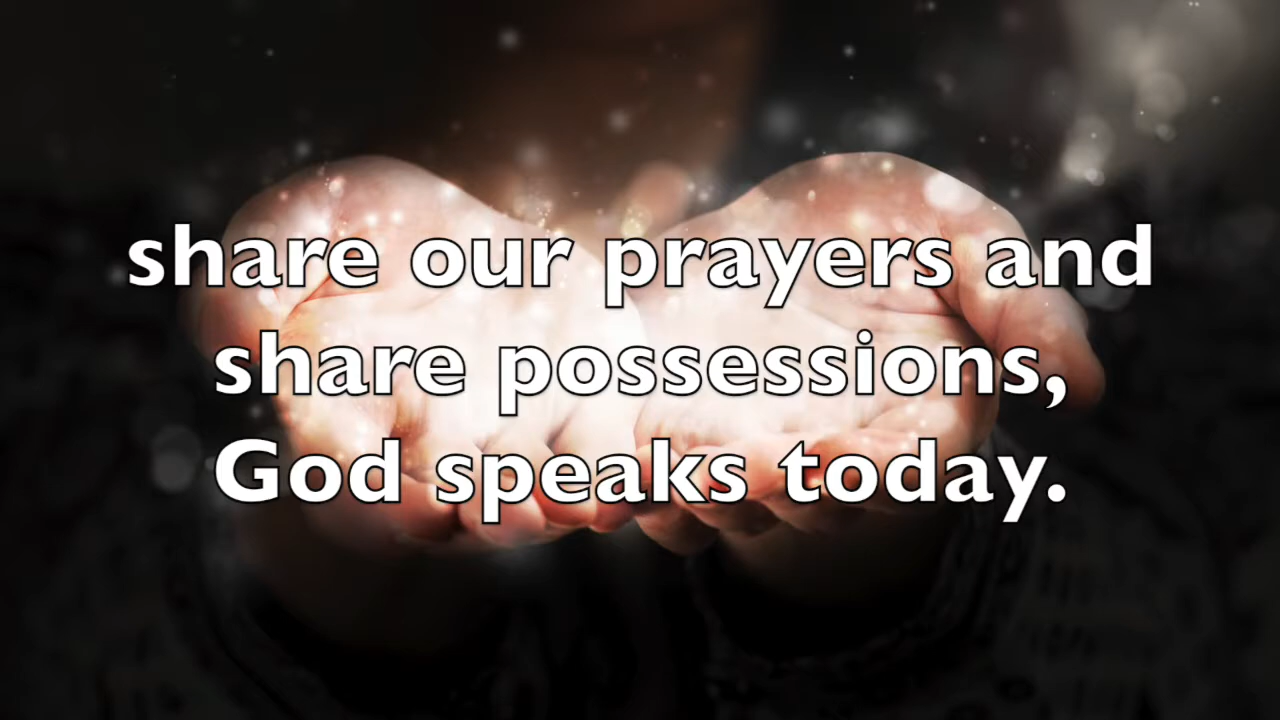 share our prayers and
share possessions,
God speaks today.